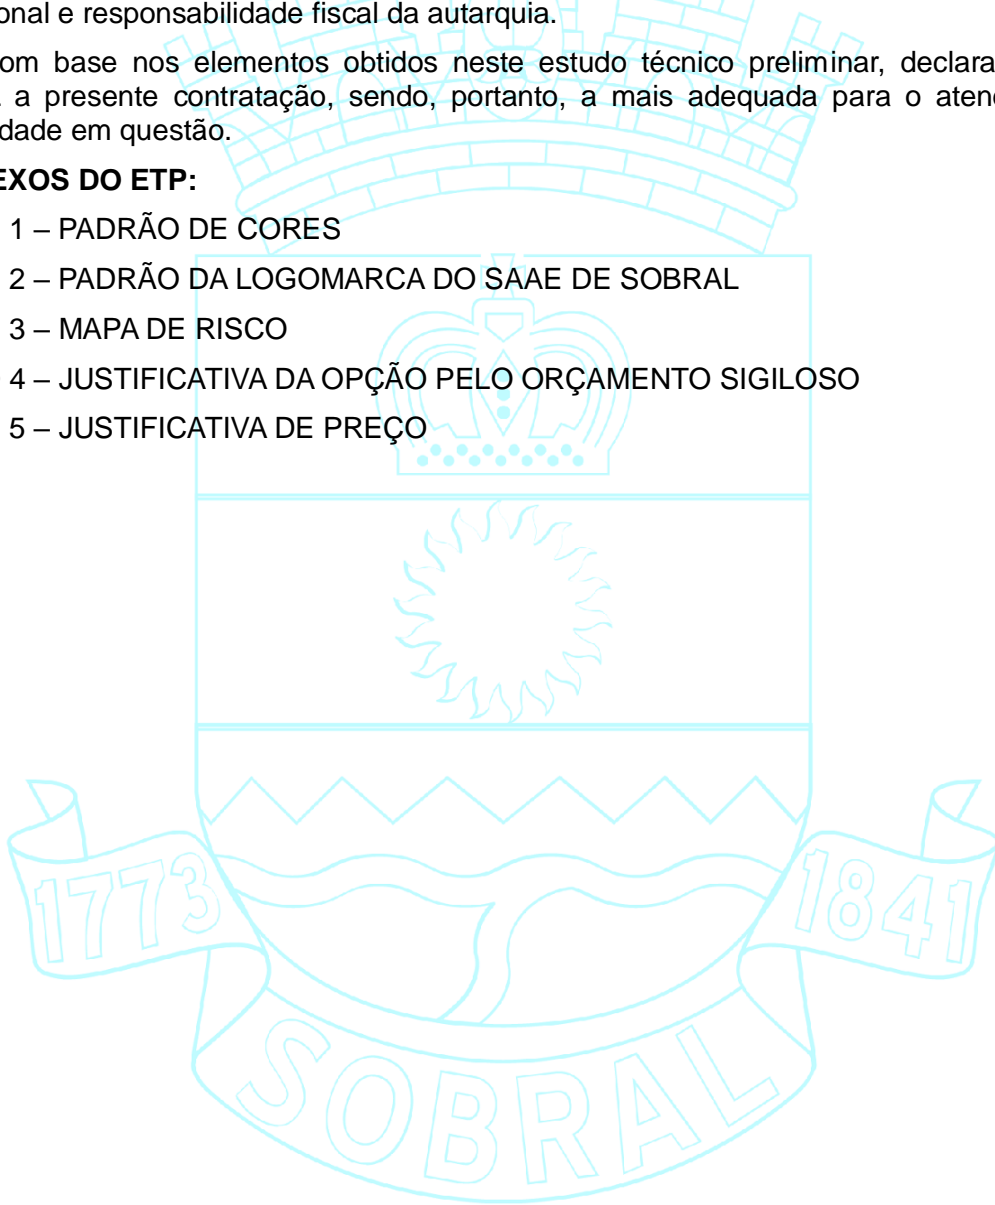 onal e responsabilidade fiscal da autarquia.
om base nos elementos obtidos neste estudo técnico preliminar, declara
a presente contratação, sendo, portanto, a mais adequada para o aten
dade em questão.
EXOS DO ETP:
1 – PADRÃO DE CORES
2 – PADRÃO DA LOGOMARCA DO SAAE DE SOBRAL
3 – MAPA DE RISCO
4 – JUSTIFICATIVA DA OPÇÃO PELO ORÇAMENTO SIGILOSO
5 – JUSTIFICATIVA DE PREÇO
1773
1841
SOBRAL